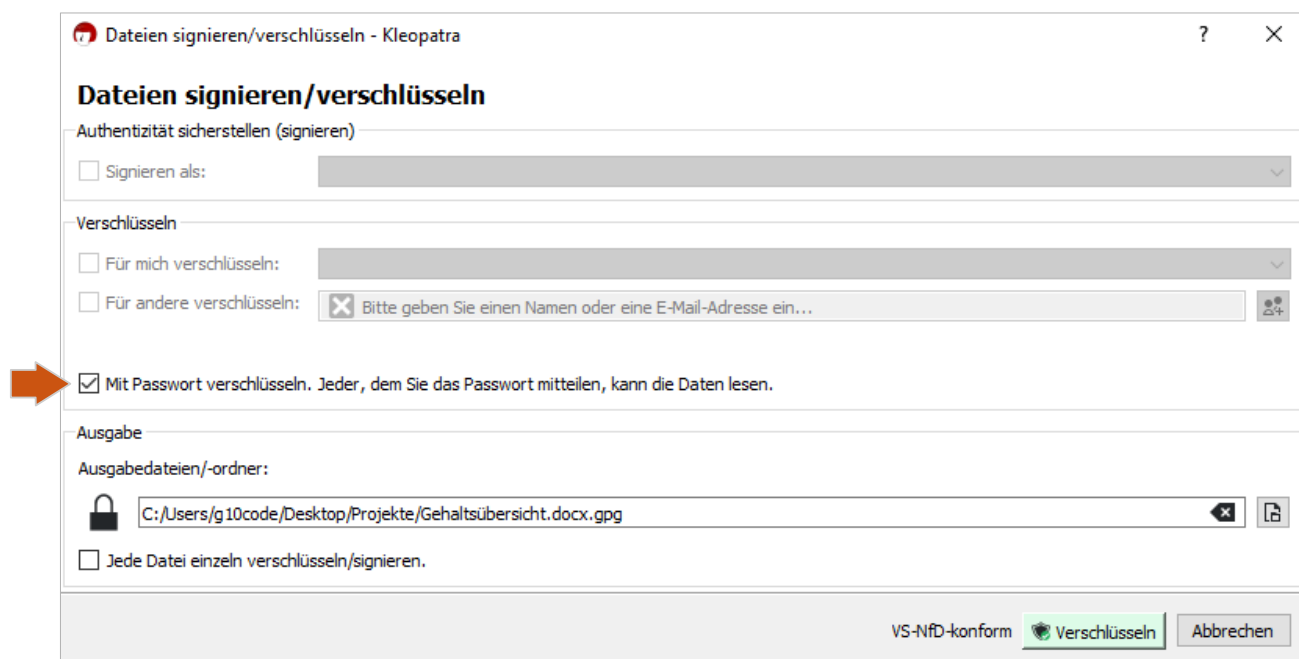 Dateien signieren/verschlüsseln - Kleopatra
?
Dateien signieren/verschlüsseln
Authentizität sicherstellen (signieren)
Signieren als:
Verschlüsseln
Für mich verschlüsseln:
Für andere verschlüsseln: Bitte geben Sie einen Namen oder eine E-Mail-Adresse ein...
Mit Passwort verschlüsseln. Jeder, dem Sie das Passwort mitteilen, kann die Daten lesen.
Ausgabe
Ausgabedateien/-ordner:
C:/Users/g10code/Desktop/Projekte/Gehaltsübersicht.docx.gpg
Jede Datei einzeln verschlüsseln/signieren.
VS-NfD-konform Verschlüsseln Abbrechen